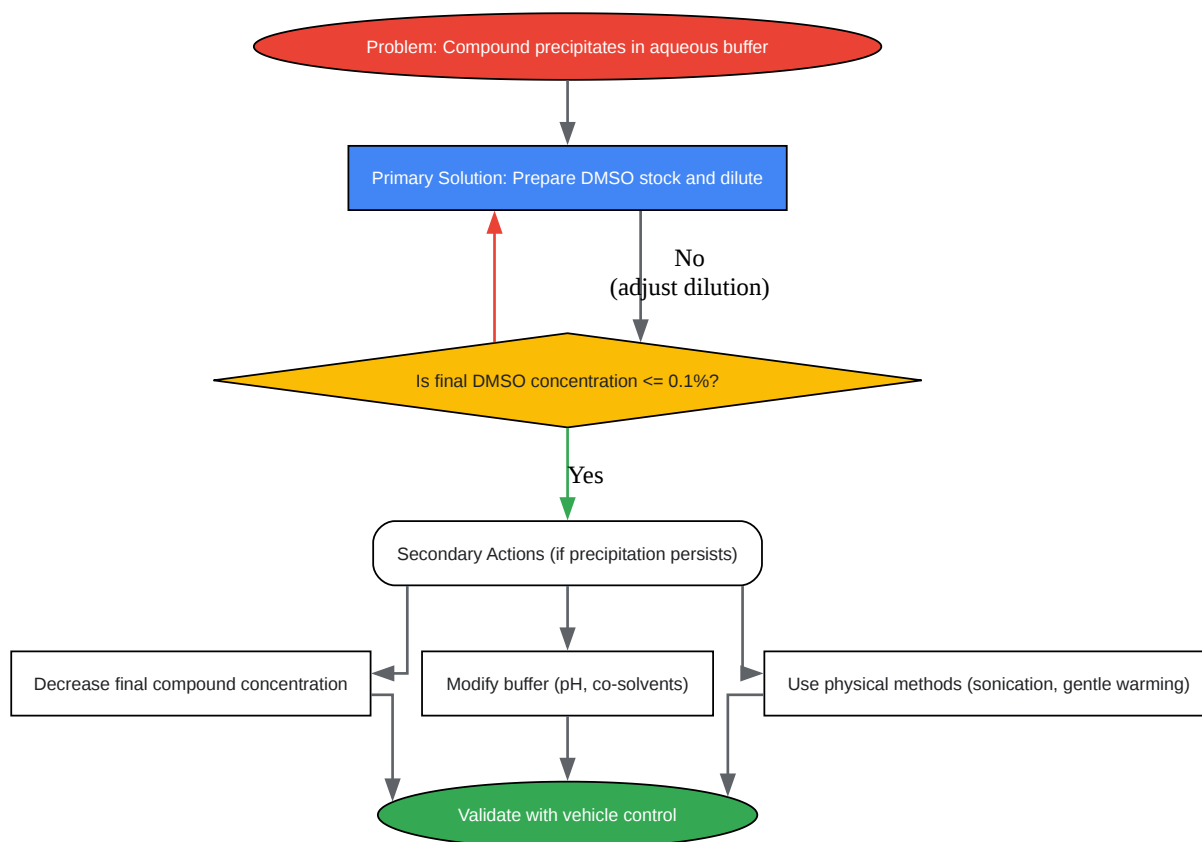 Problem: Compound precipitates in aqueous buffer
Primary Solution: Prepare DMSO stock and dilute
No
(adjust dilution)
Is final DMSO concentration <= 0.1%?
Yes
Secondary Actions (if precipitation persists)
Decrease final compound concentration
Modify buffer (pH, co-solvents)
Use physical methods (sonication, gentle warming)
Validate with vehicle control